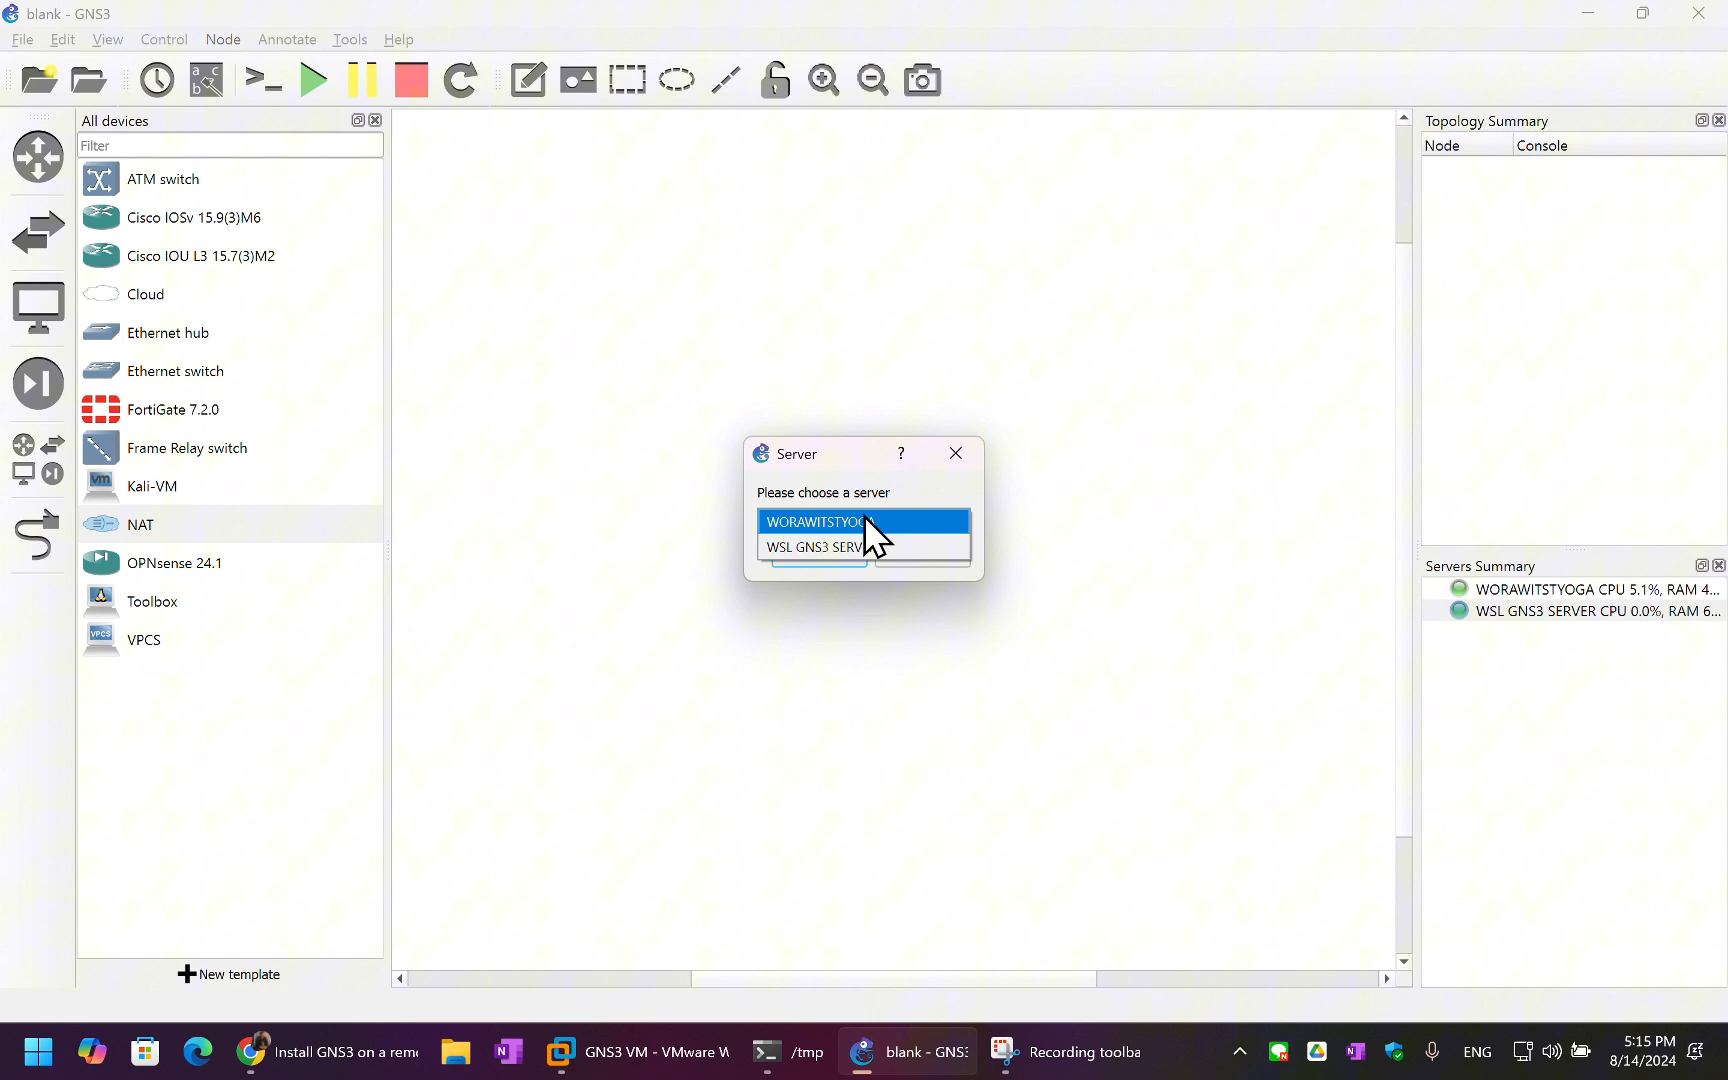 blank - GNS3
File Edit View Control Node Annotate Tools Help
All devices
Filter
ATM switch
Cisco IOSv 15.9(3)M6
Cisco IOU L3 15.7(3)M2
Cloud
Ethernet hub
Ethernet switch
FortiGate 7.2.0
Frame Relay switch
vm
Kali-VM
NAT
OPNsense 24.1
Toolbox
VPCS
VPCS
New template
Server ?
Please choose a server
WORAWITSTYOGA
WSL GNS3 SERV
Topology Summary
Node Console
Servers Summary
WORAWITSTYOGA CPU 5.1%, RAM 4...
WSL GNS3 SERVER CPU 0.0%, RAM 6...
Install GNS3 on a rem
GNS3 VM - VMware W
/tmp
blank - GNS3
Recording toolba
ENG
5:15 PM
8/14/2024